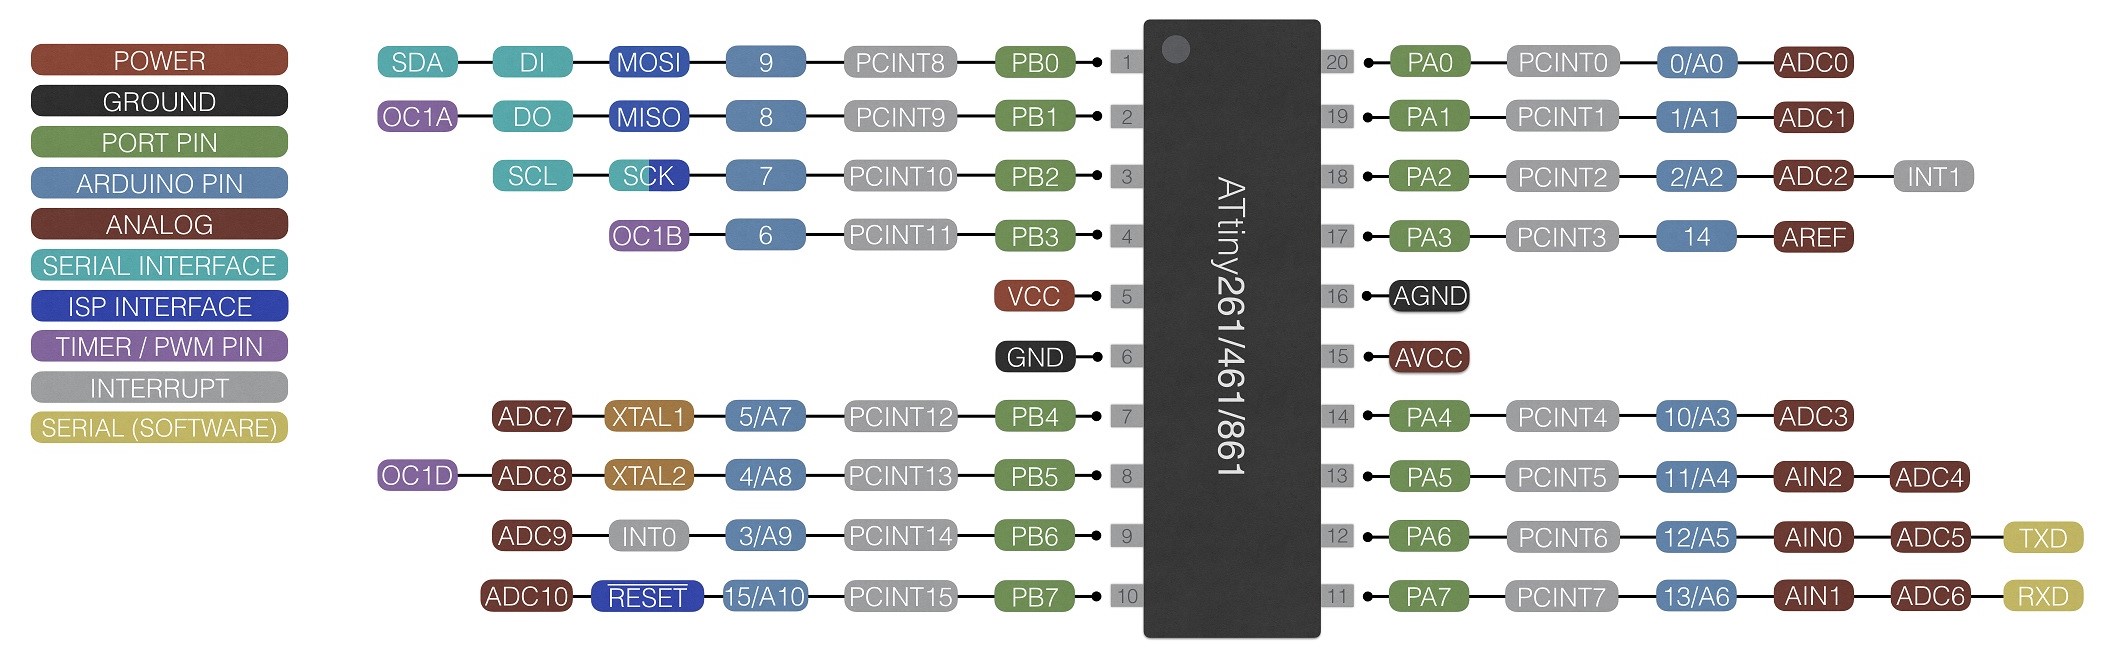 POWER
GROUND
PORT PIN
ARDUINO PIN
ANALOG
SERIAL INTERFACE
ISP INTERFACE
TIMER / PWM PIN
INTERRUPT
SERIAL (SOFTWARE)
SDA DI MOSI 9 PCINT8 PB0 1
OC1A DO MISO 8 PCINT9 PB1 2
SCL SCK 7 PCINT10 PB2 3
OC1B 6 PCINT11 PB3 4
VCC 5
GND 6
ADC7 XTAL1 5/A7 PCINT12 PB4 7
OC1D ADC8 XTAL2 4/A8 PCINT13 PB5 8
ADC9 INT0 3/A9 PCINT14 PB6 9
ADC10 RESET 15/A10 PCINT15 PB7 10
ATtiny261/461/861
20 PA0 PCINT0 0/A0 ADC0
19 PA1 PCINT1 1/A1 ADC1
18 PA2 PCINT2 2/A2 ADC2 INT1
17 PA3 PCINT3 14 AREF
16 AGND
15 AVCC
14 PA4 PCINT4 10/A3 ADC3
13 PA5 PCINT5 11/A4 AIN2 ADC4
12 PA6 PCINT6 12/A5 AIN0 ADC5 TXD
11 PA7 PCINT7 13/A6 AIN1 ADC6 RXD